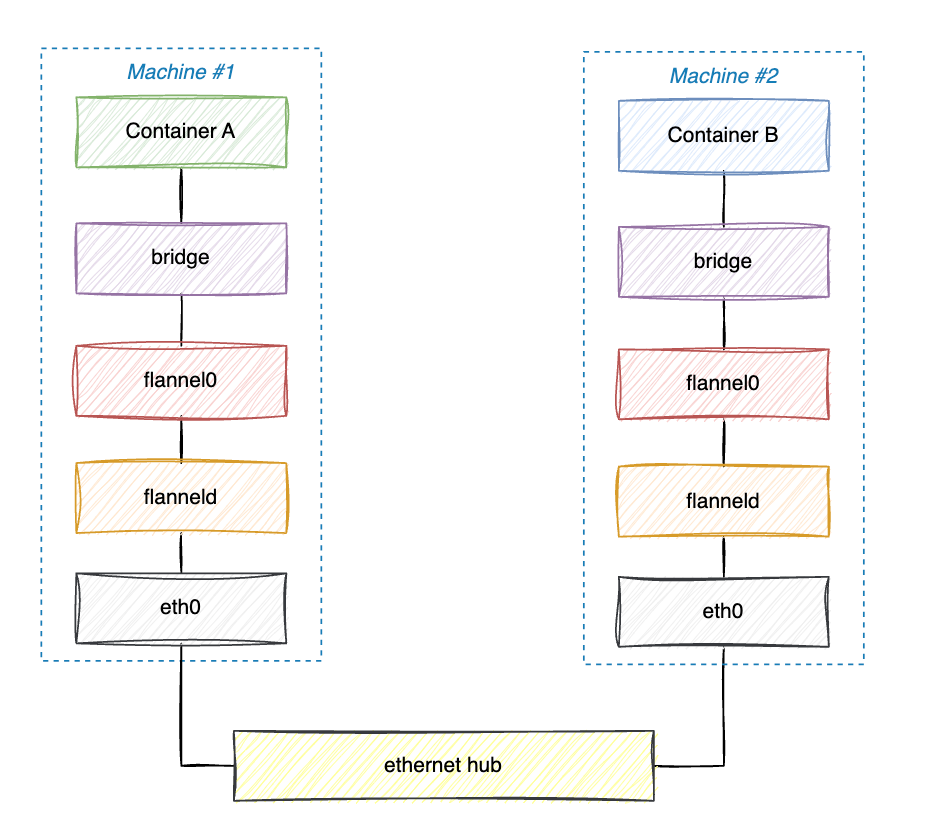 Machine #1
Container A
bridge
flannel0
flanneld
eth0
Machine #2
Container B
bridge
flannel0
flanneld
eth0
ethernet hub